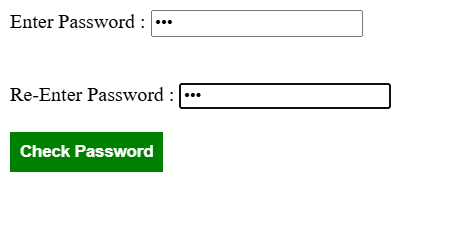 Enter Password : •••
Re-Enter Password : •••
Check Password